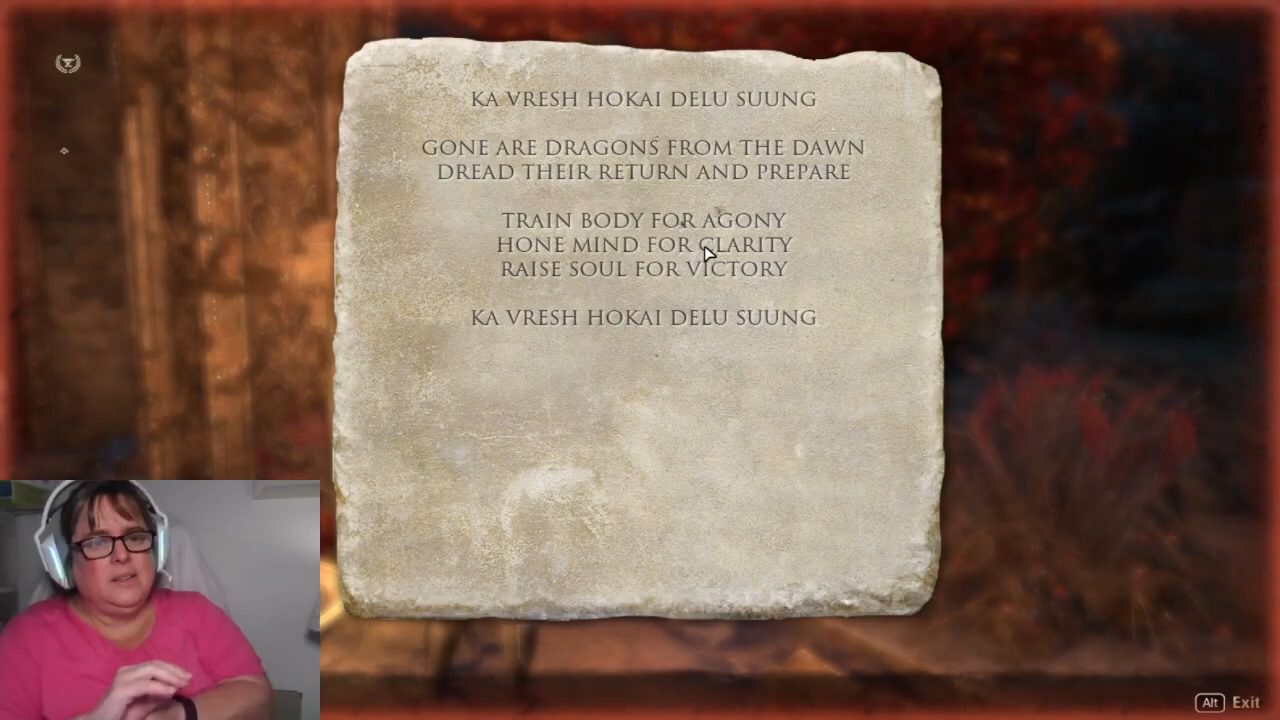 KA VRESH HOKAI DELU SUUNG
GONE ARE DRAGONS FROM THE DAWN
DREAD THEIR RETURN AND PREPARE
TRAIN BODY FOR AGONY
HONE MIND FOR CLARITY
RAISE SOUL FOR VICTORY
KA VRESH HOKAI DELU SUUNG
Alt Exit